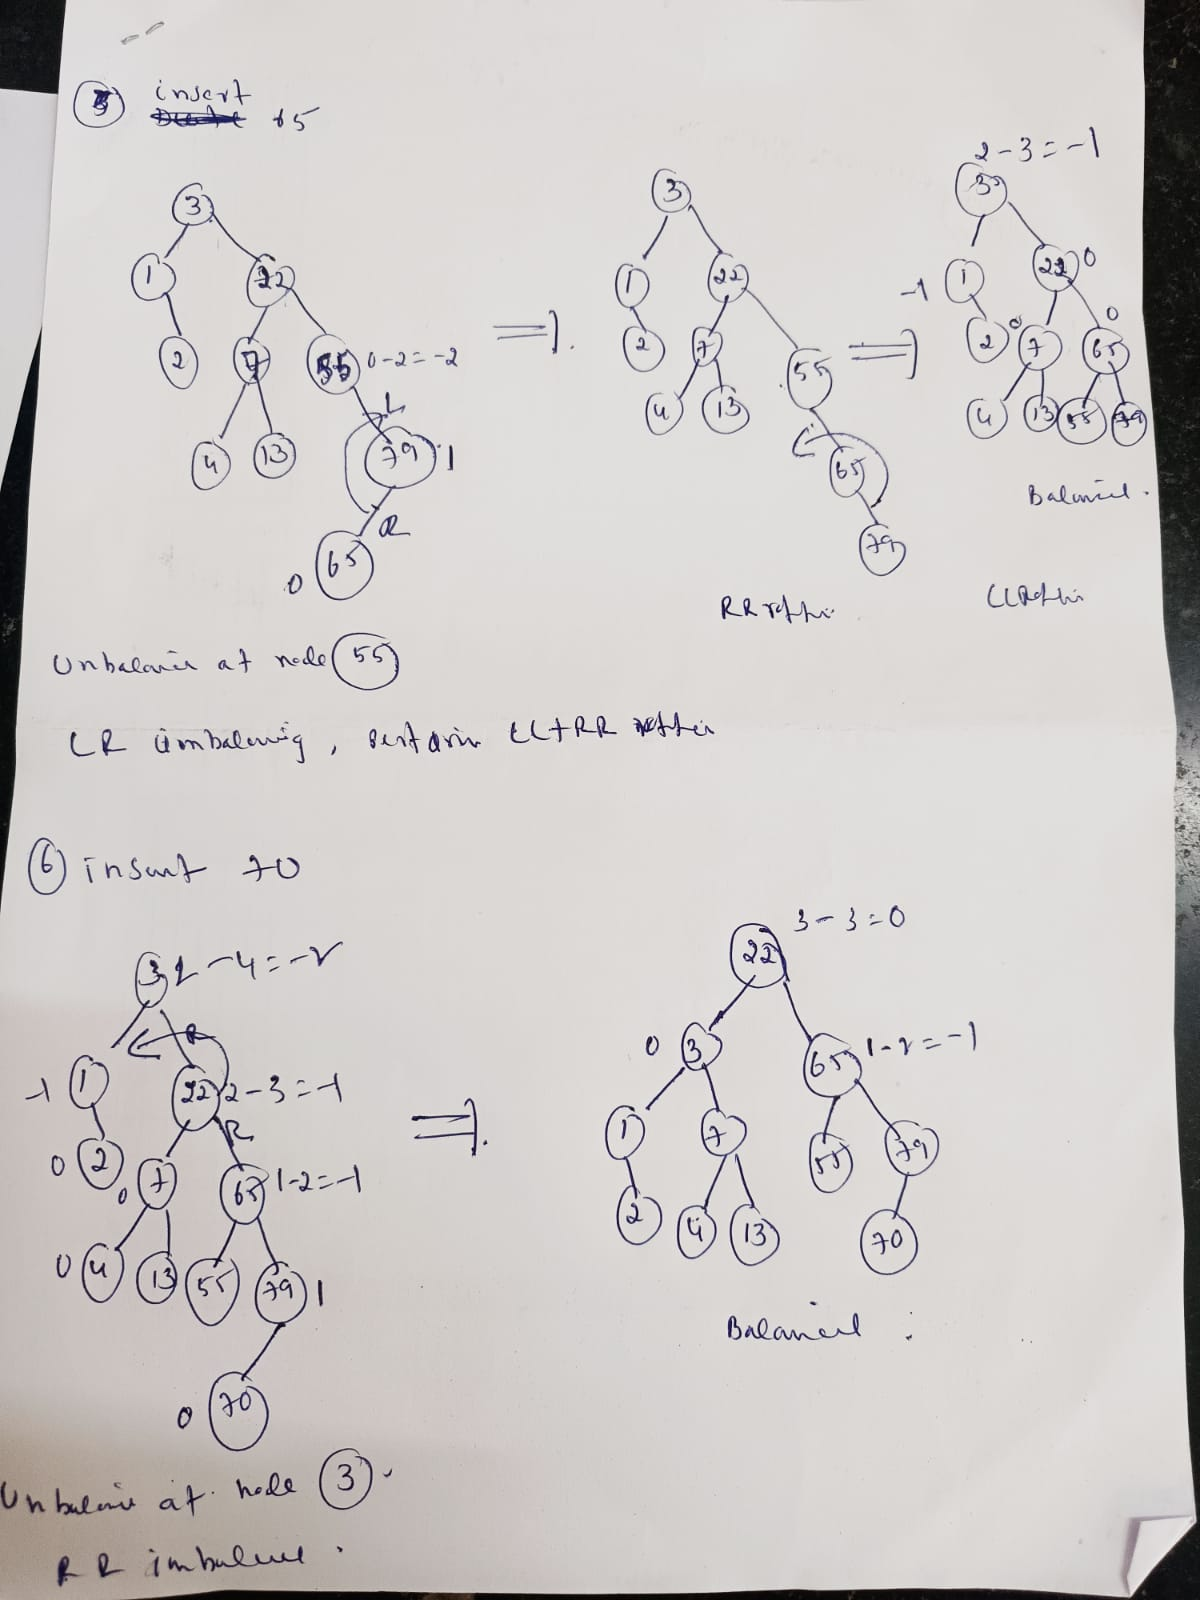 5 insert
65
2-3=-1
3 3 33
1 22 1 22 -1 1 22 0
2 7 55 0-2=-2 2 7 55 2 0 7 65 0
L
4 13 79 1 4 13 65 4 13 55 79
R
0 65 79
Balanced.
RR
Unbalance at node 55
LR imbalancing, LL+RR
6 insert 70
3 2-4=-2 22 3-3=0
R 0 3 65 1-2=-1
-1 1 22 2-3=-1
R 1 7 55 79
0 2 0 7 65 1-2=-1
2 4 13 70
0 4 13 55 79 1
Balanced.
0 70
Unbalance at node 3.
RR imbalance.